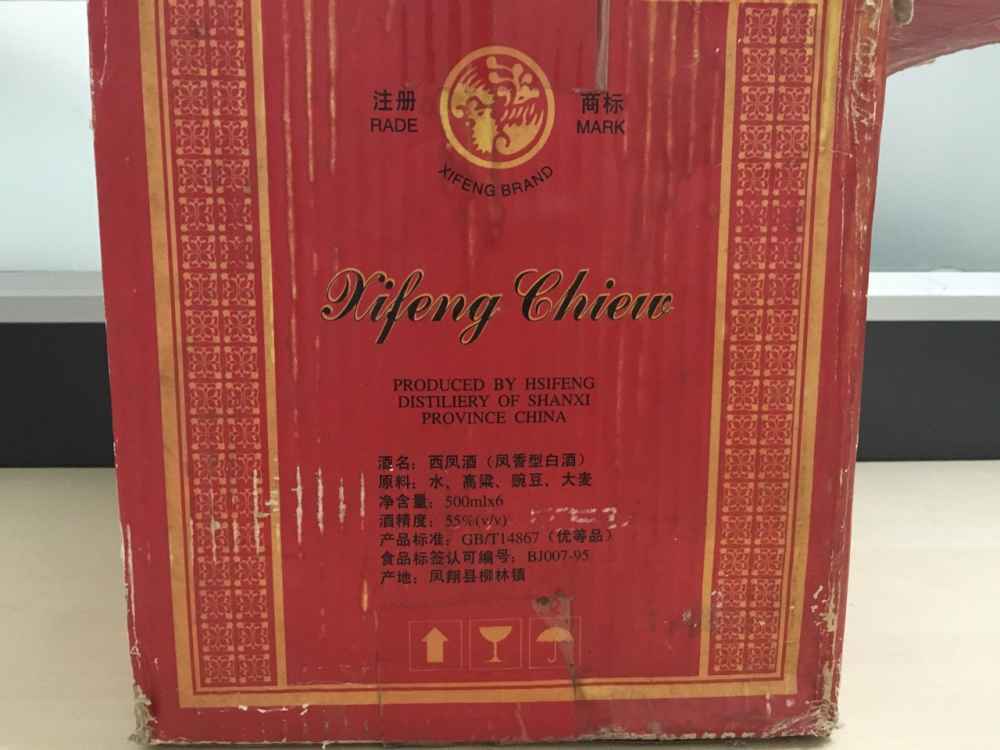 注册 商标
RADE MARK
XIFENG BRAND
Xifeng Chiew
PRODUCED BY HSIFENG
DISTILIERY OF SHANXI
PROVINCE CHINA
酒名：西凤酒（凤香型白酒）
原料：水、高粱、豌豆、大麦
净含量：500mlx6
酒精度：55%(v/v)
产品标准：GB/T14867（优等品）
食品标签认可编号：BJ007-95
产地：凤翔县柳林镇